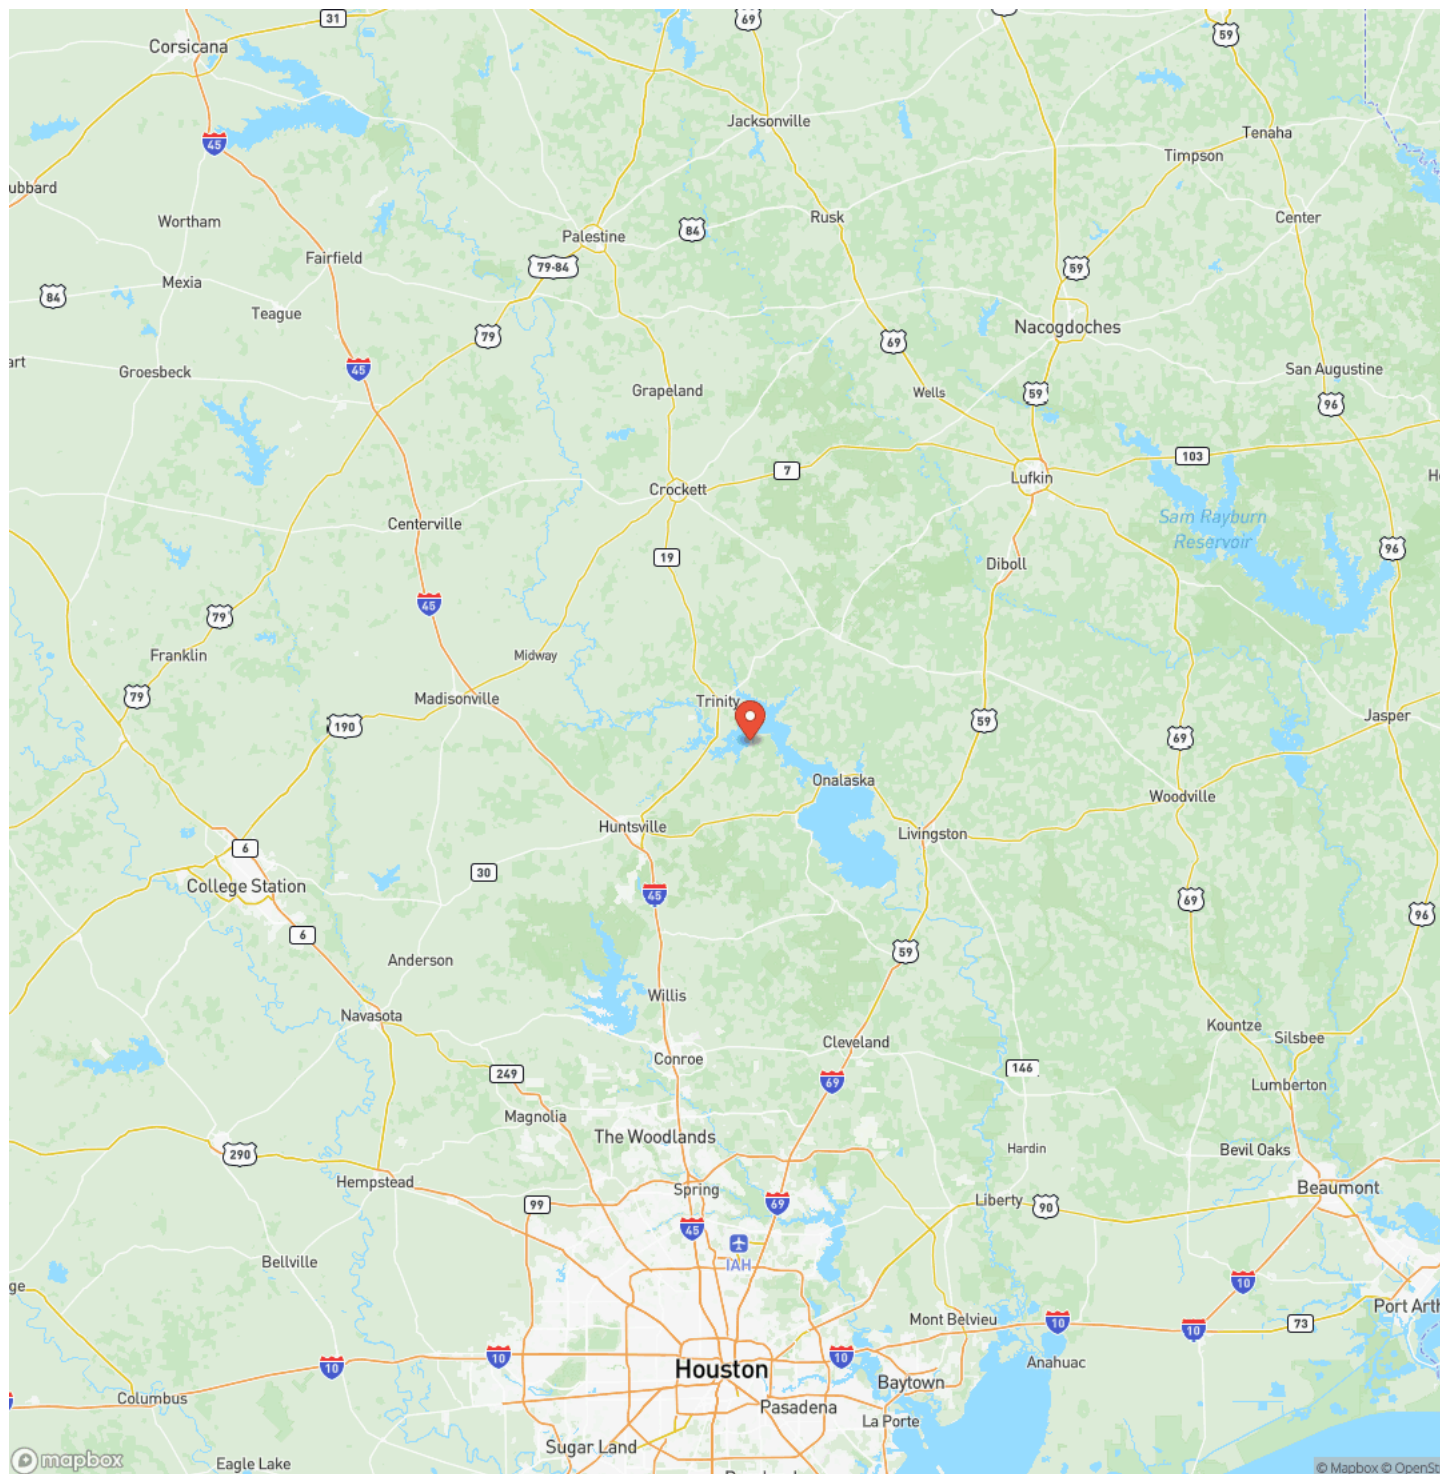 31
69
59
Corsicana
45
Jacksonville
Tenaha
Timpson
ubbard
Wortham
Rusk
Center
Palestine
84
Fairfield
79-84
59
Mexia
84
Teague
Nacogdoches
79
69
art
45
Groesbeck
San Augustine
Grapeland
Wells
59
96
103
7
Lufkin
Crockett
Centerville
Sam Rayburn
Reservoir
96
19
Diboll
45
79
Franklin
Midway
79
Madisonville
Trinity
190
59
Jasper
69
Onalaska
Woodville
Huntsville
Livingston
6
30
College Station
45
69
96
6
59
Anderson
Willis
Navasota
Kountze
Silsbee
Cleveland
Conroe
249
146
69
Lumberton
Magnolia
The Woodlands
290
Hardin
Bevil Oaks
Hempstead
Spring
Beaumont
99
69
Liberty
90
45
IAH
Bellville
ge
10
Port Arth
Mont Belvieu
10
10
73
10
10
10
Anahuac
Houston
Baytown
Columbus
Pasadena
La Porte
Sugar Land
mapbox
Eagle Lake
© Mapbox © OpenSt